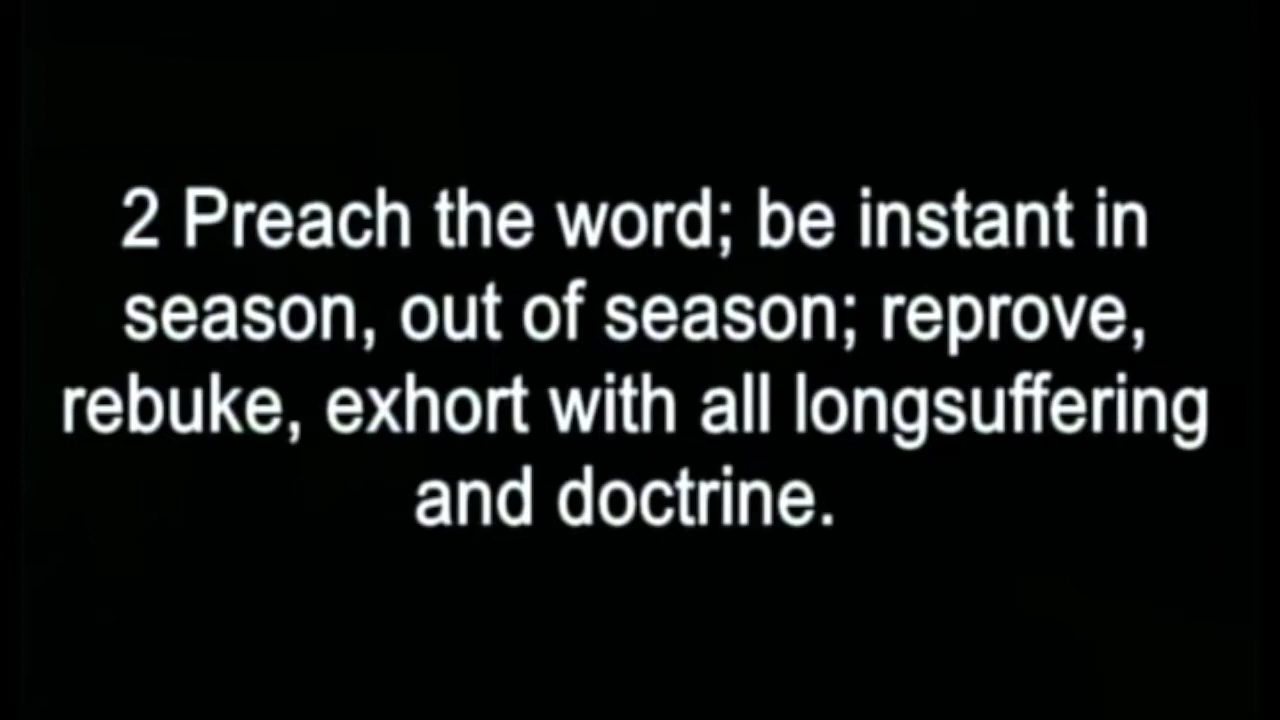 2 Preach the word; be instant in
season, out of season; reprove,
rebuke, exhort with all longsuffering
and doctrine.